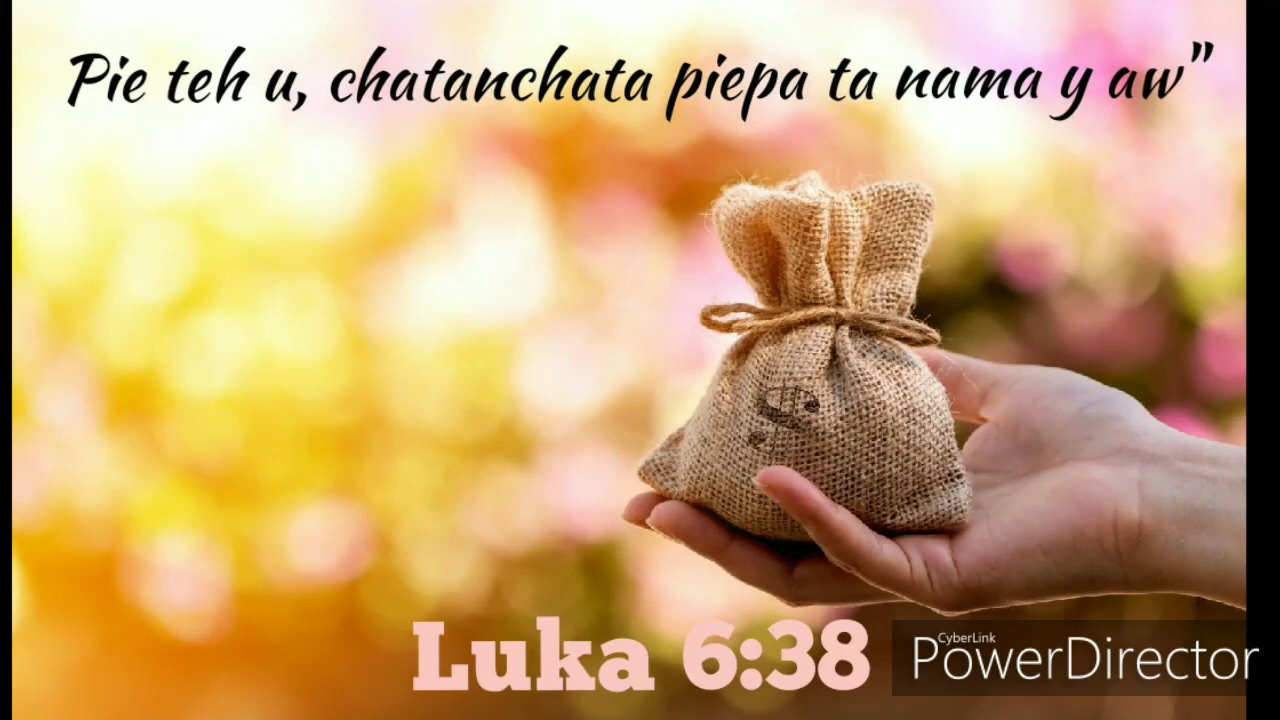 Pie teh u, chatanchata piepa ta nama y aw”
$
Luka 6:38
CyberLink
PowerDirector